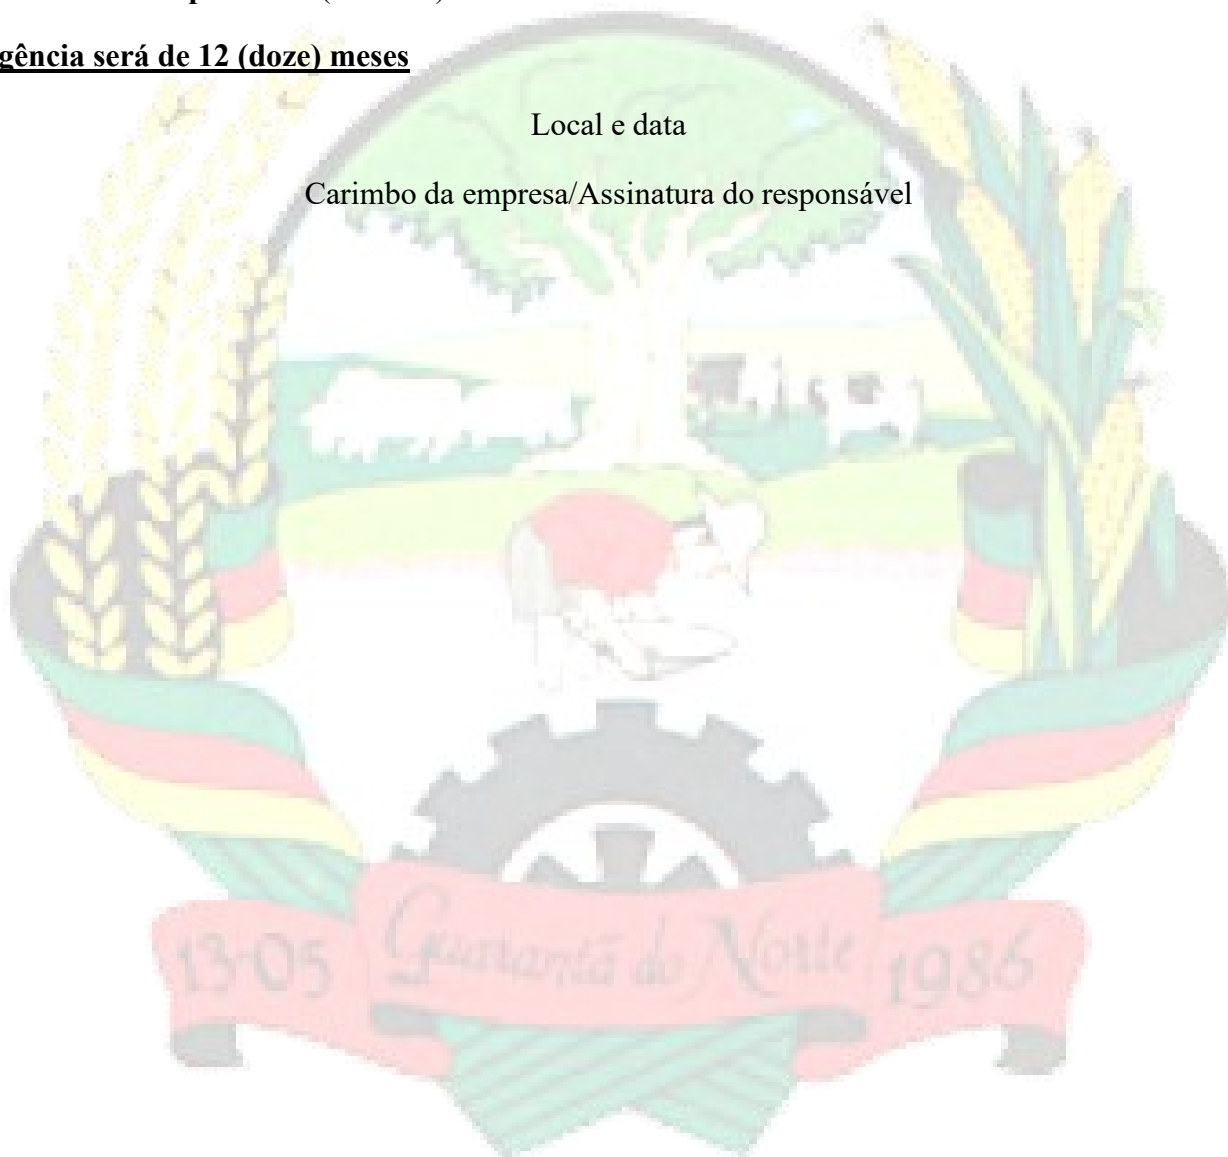 gência será de 12 (doze) meses
Local e data
Carimbo da empresa/Assinatura do responsável
13-05 Guarantã do Norte 1986